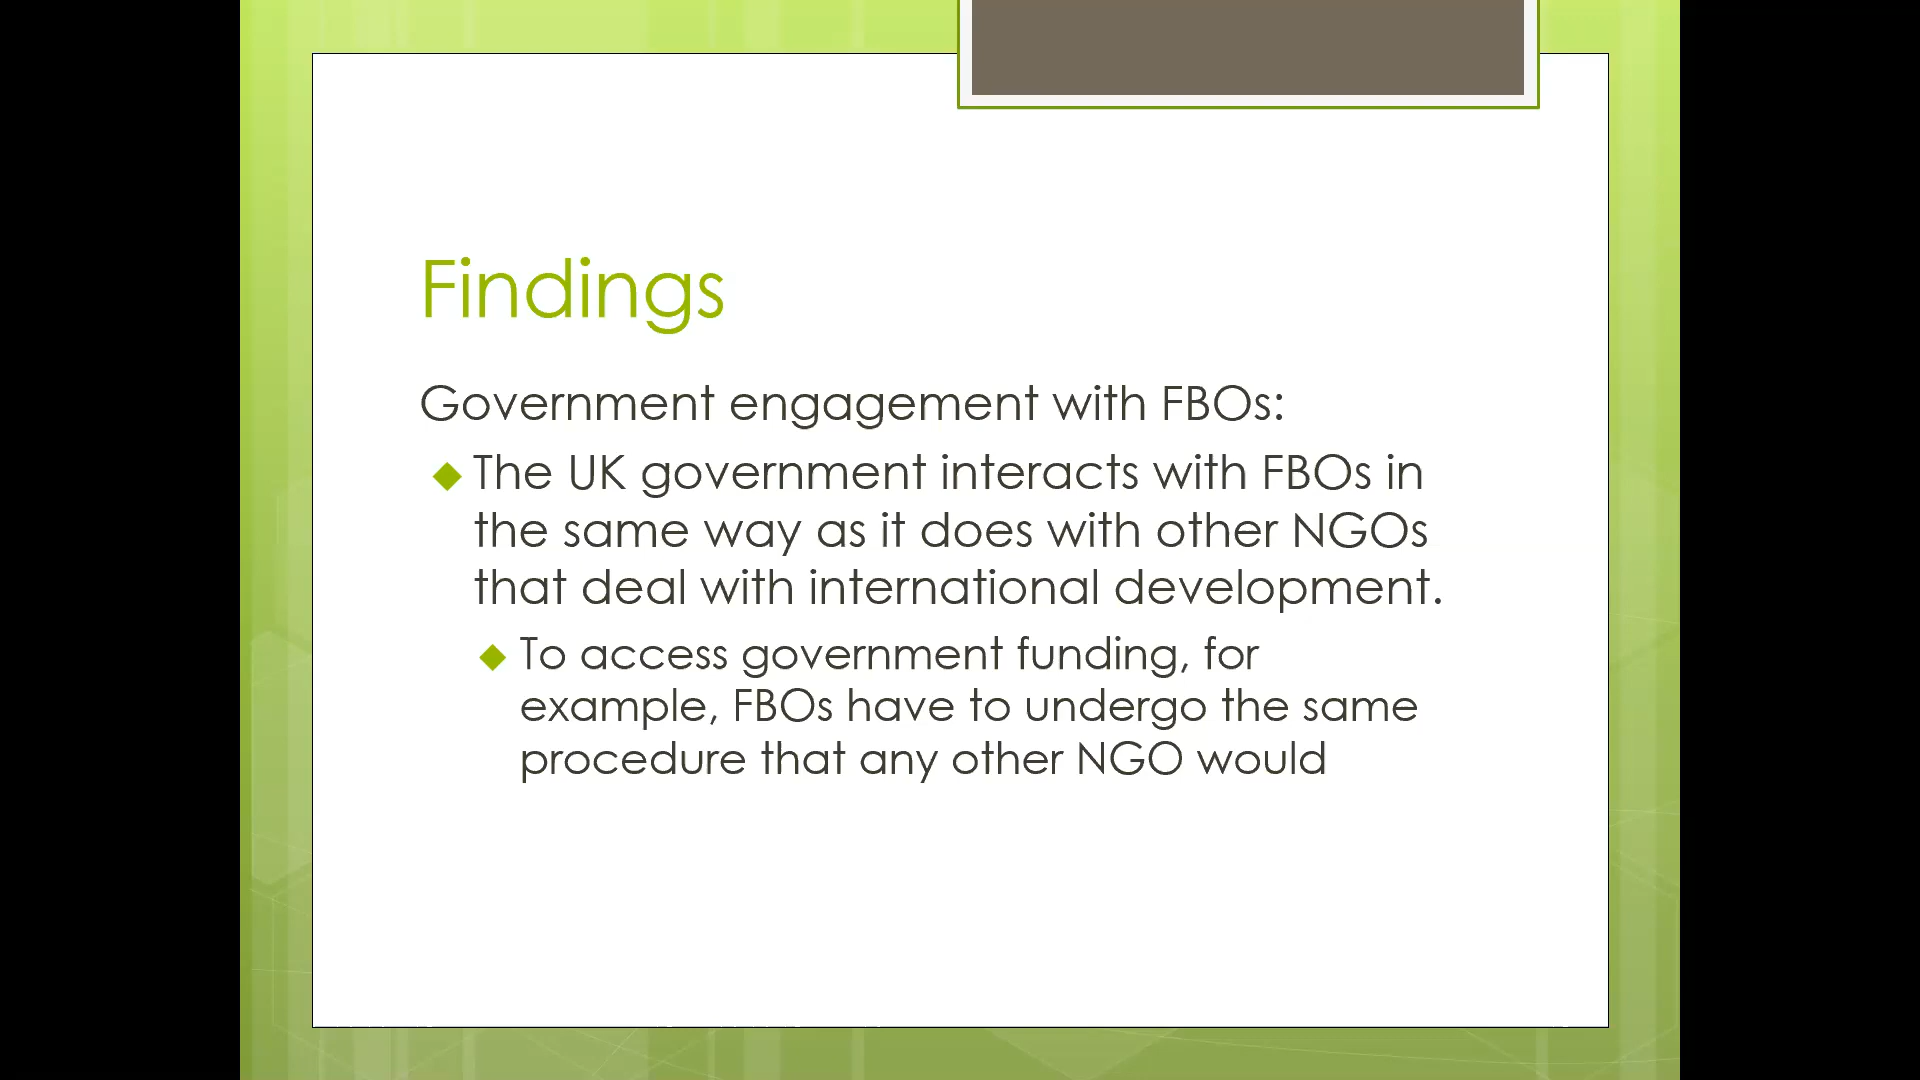 Findings
Government engagement with FBOs:
The UK government interacts with FBOs in
the same way as it does with other NGOs
that deal with international development.
To access government funding, for
example, FBOs have to undergo the same
procedure that any other NGO would